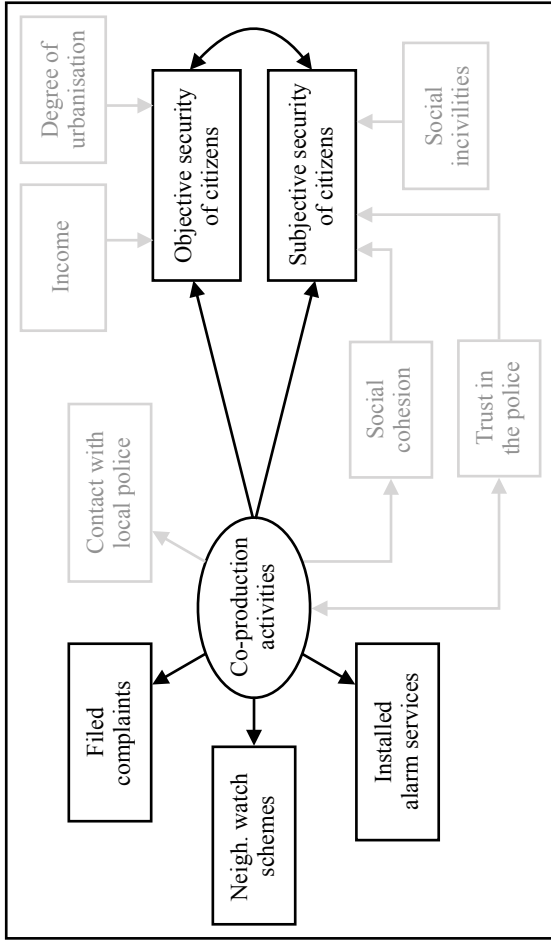 Filed
complaints
Neigh. watch
schemes
Installed
alarm services
Contact with
local police
Co-production
activities
Social
cohesion
Trust in
the police
Income
Degree of
urbanisation
Objective security
of citizens
Subjective security
of citizens
Social
incivilities